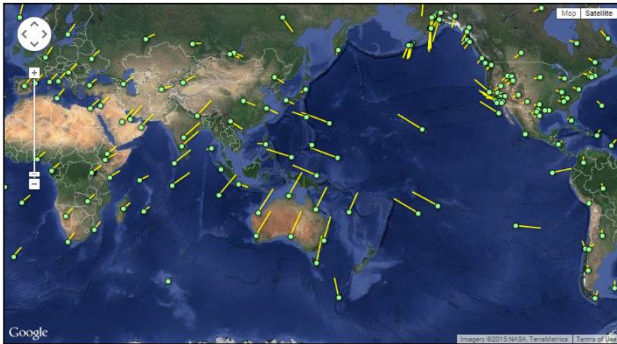 Map Satellite
Google
Imagery ©2015 NASA, TerraMetrics Terms of Use